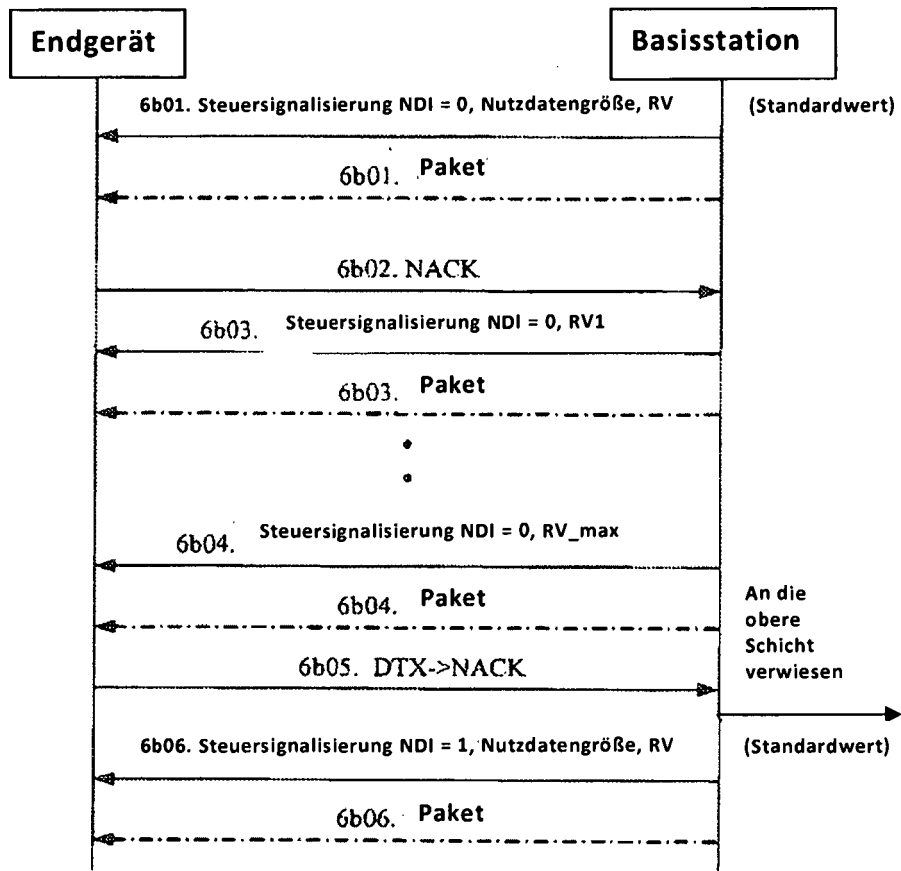 Endgerät
Basisstation
6b01. Steuersignalisierung NDI = 0, Nutzdatengröße, RV
(Standardwert)
6b01. Paket
6b02. NACK
6b03. Steuersignalisierung NDI = 0, RV1
6b03. Paket
6b04. Steuersignalisierung NDI = 0, RV_max
6b04. Paket
An die
obere
Schicht
verwiesen
6b05. DTX->NACK
6b06. Steuersignalisierung NDI = 1, Nutzdatengröße, RV
(Standardwert)
6b06. Paket